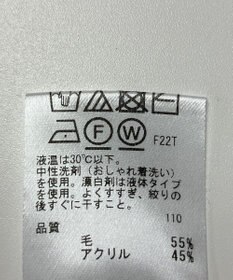 F W F22T
液温は30℃以下。
中性洗剤（おしゃれ着洗い）
を使用。漂白剤は液体タイプ
を使用。よくすすぎ、絞りの
後すぐに干すこと。
110
品質
毛 55%
アクリル 45%